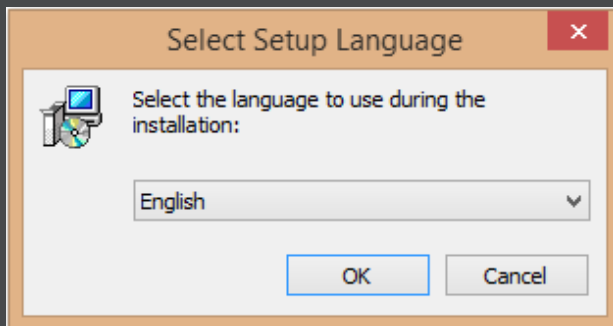 Select Setup Language
Select the language to use during the
installation:
English
OK
Cancel